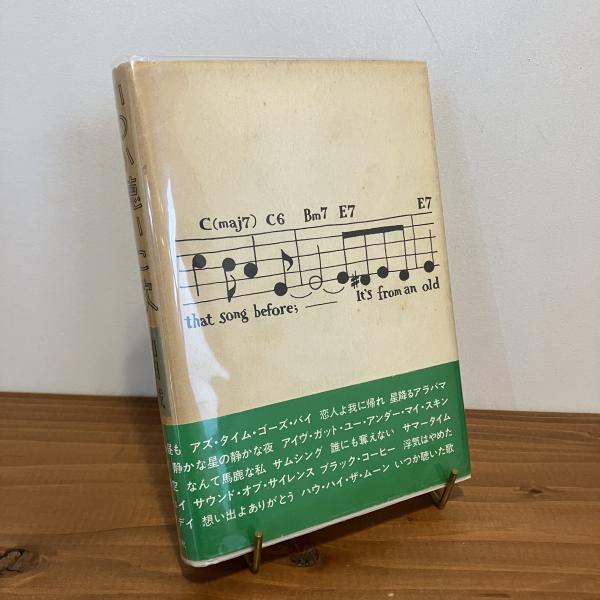 C(maj7) C6 Bm7 E7 E7
that song before; It's from an old
も アズ・タイム・ゴーズ・バイ 恋人よ我に帰れ 星降るアラバマ
静かな星の静かな夜 アイヴ・ガット・ユー・アンダー・マイ・スキン
なんて馬鹿な私 サムシング 誰にも奪えない サマータイム
イ サウンド・オブ・サイレンス ブラック・コーヒー 浮気はやめた
デイ 想い出よありがとう ハウ・ハイ・ザ・ムーン いつか聴いた歌